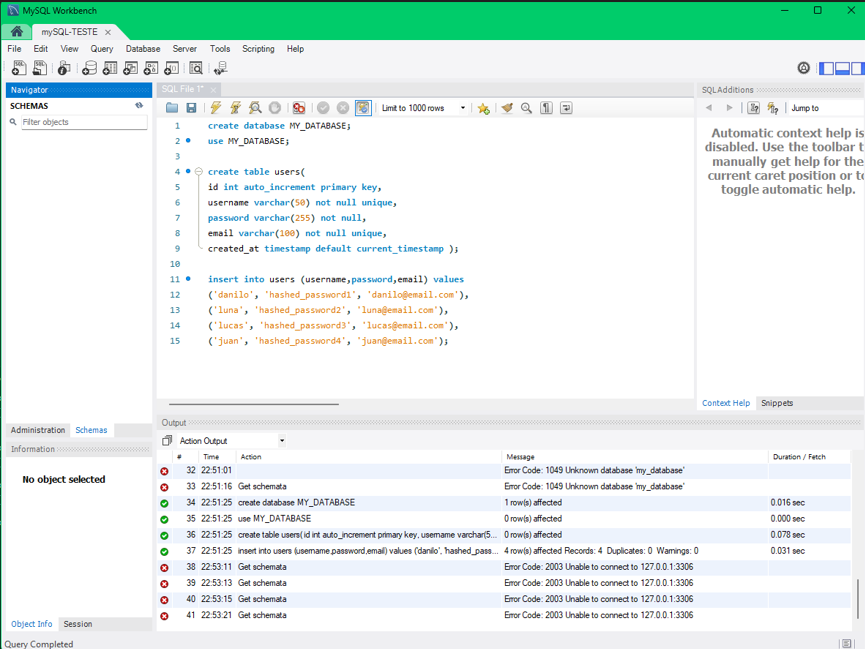 MySQL Workbench
mySQL-TESTE
File Edit View Query Database Server Tools Scripting Help
Navigator
SCHEMAS
Filter objects
Administration Schemas
Information
No object selected
Object Info Session
Query Completed
SQL File 1*
Limit to 1000 rows
1 create database MY_DATABASE;
2 use MY_DATABASE;
3
4 create table users(
5 id int auto_increment primary key,
6 username varchar(50) not null unique,
7 password varchar(255) not null,
8 email varchar(100) not null unique,
9 created_at timestamp default current_timestamp );
10
11 insert into users (username,password,email) values
12 ('danilo', 'hashed_password1', 'danilo@email.com'),
13 ('luna', 'hashed_password2', 'luna@email.com'),
14 ('lucas', 'hashed_password3', 'lucas@email.com'),
15 ('juan', 'hashed_password4', 'juan@email.com');
SQLAdditions
Jump to
Automatic context help is
disabled. Use the toolbar t
manually get help for the
current caret position or to
toggle automatic help.
Context Help Snippets
Output
Action Output
# Time Action Message Duration / Fetch
32 22:51:01 Error Code: 1049 Unknown database 'my_database'
33 22:51:16 Get schemata Error Code: 1049 Unknown database 'my_database'
34 22:51:25 create database MY_DATABASE 1 row(s) affected 0.016 sec
35 22:51:25 use MY_DATABASE 0 row(s) affected 0.000 sec
36 22:51:25 create table users( id int auto_increment primary key, username varchar(5... 0 row(s) affected 0.078 sec
37 22:51:25 insert into users (username,password,email) values ('danilo', 'hashed_pass... 4 row(s) affected Records: 4 Duplicates: 0 Warnings: 0 0.031 sec
38 22:53:11 Get schemata Error Code: 2003 Unable to connect to 127.0.0.1:3306
39 22:53:13 Get schemata Error Code: 2003 Unable to connect to 127.0.0.1:3306
40 22:53:15 Get schemata Error Code: 2003 Unable to connect to 127.0.0.1:3306
41 22:53:21 Get schemata Error Code: 2003 Unable to connect to 127.0.0.1:3306